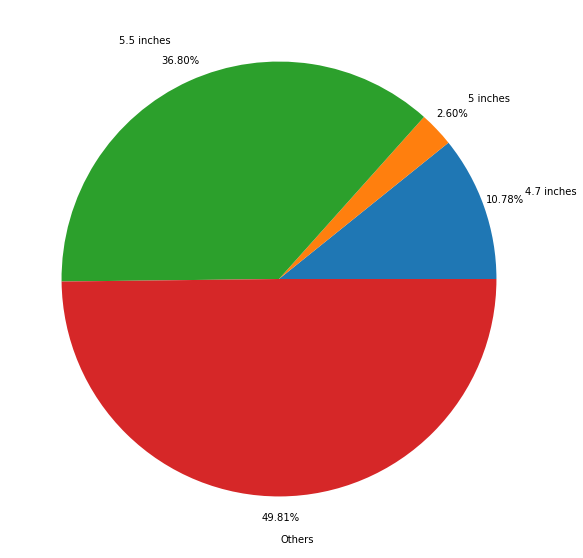 5.5 inches
36.80%
5 inches
2.60%
4.7 inches
10.78%
49.81%
Others